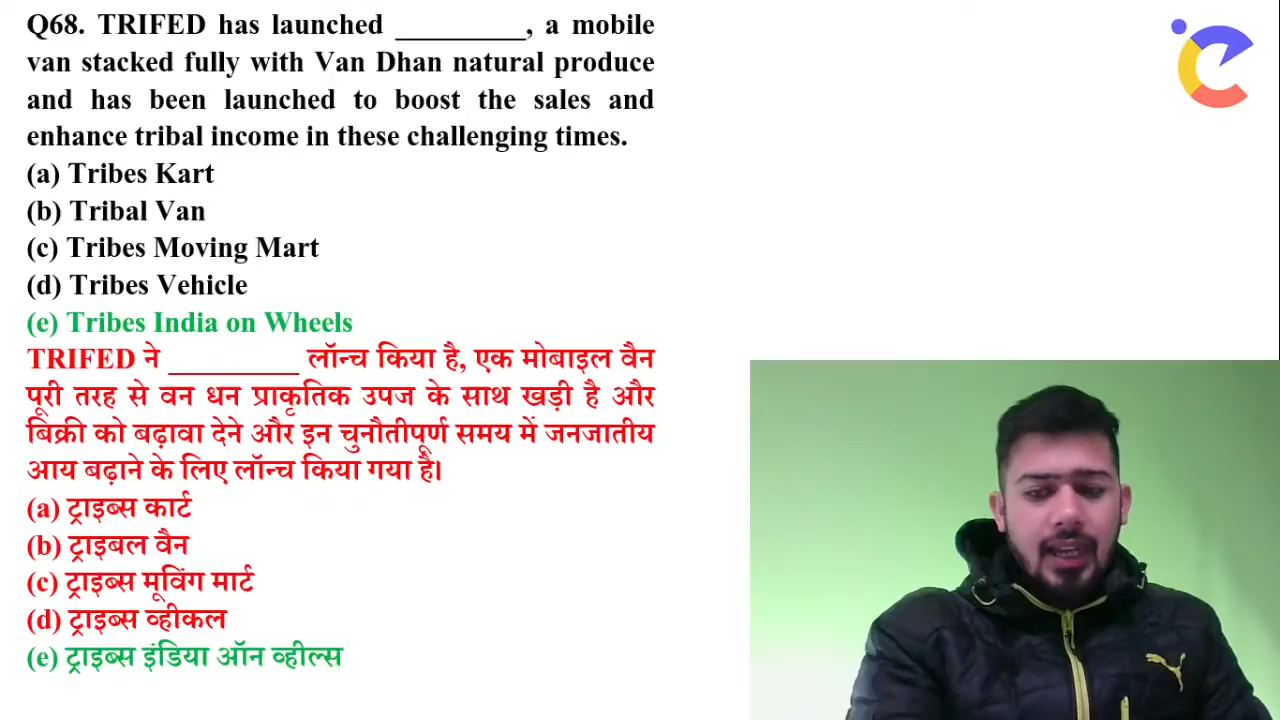 Q68. TRIFED has launched _________, a mobile
van stacked fully with Van Dhan natural produce
and has been launched to boost the sales and
enhance tribal income in these challenging times.
(a) Tribes Kart
(b) Tribal Van
(c) Tribes Moving Mart
(d) Tribes Vehicle
(e) Tribes India on Wheels
TRIFED ने _________ लॉन्च किया है, एक मोबाइल वैन
पूरी तरह से वन धन प्राकृतिक उपज के साथ खड़ी है और
बिक्री को बढ़ावा देने और इन चुनौतीपूर्ण समय में जनजातीय
आय बढ़ाने के लिए लॉन्च किया गया है।
(a) ट्राइब्स कार्ट
(b) ट्राइबल वैन
(c) ट्राइब्स मूविंग मार्ट
(d) ट्राइब्स व्हीकल
(e) ट्राइब्स इंडिया ऑन व्हील्स